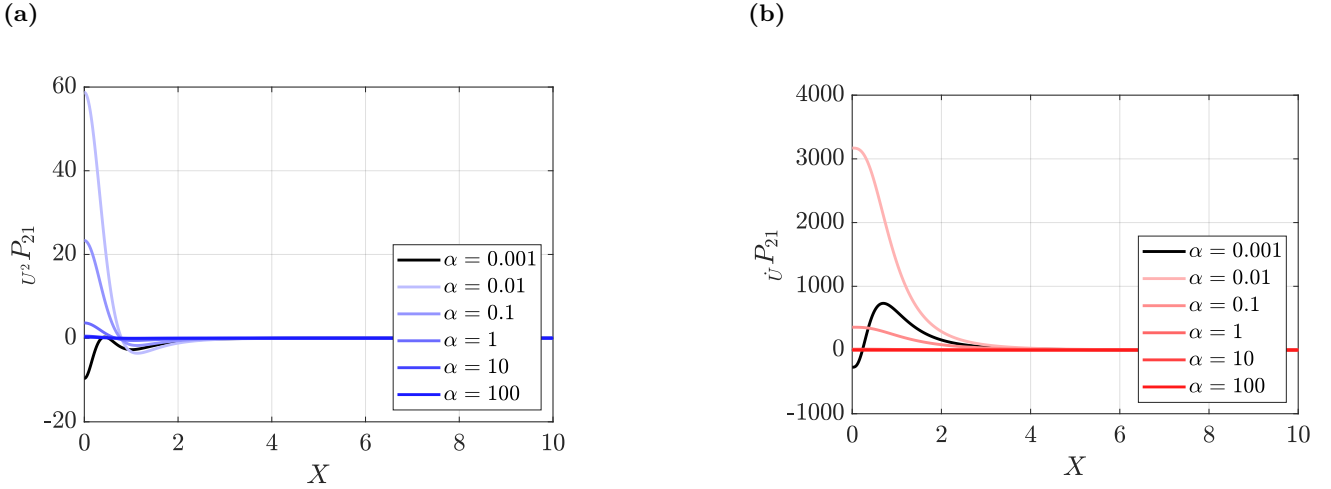 (a)
60
40
20
0
-20
0 2 4 6 8 10
X
U² P₂₁
α = 0.001
α = 0.01
α = 0.1
α = 1
α = 10
α = 100
(b)
4000
3000
2000
1000
0
-1000
0 2 4 6 8 10
X
U̇ P₂₁
α = 0.001
α = 0.01
α = 0.1
α = 1
α = 10
α = 100